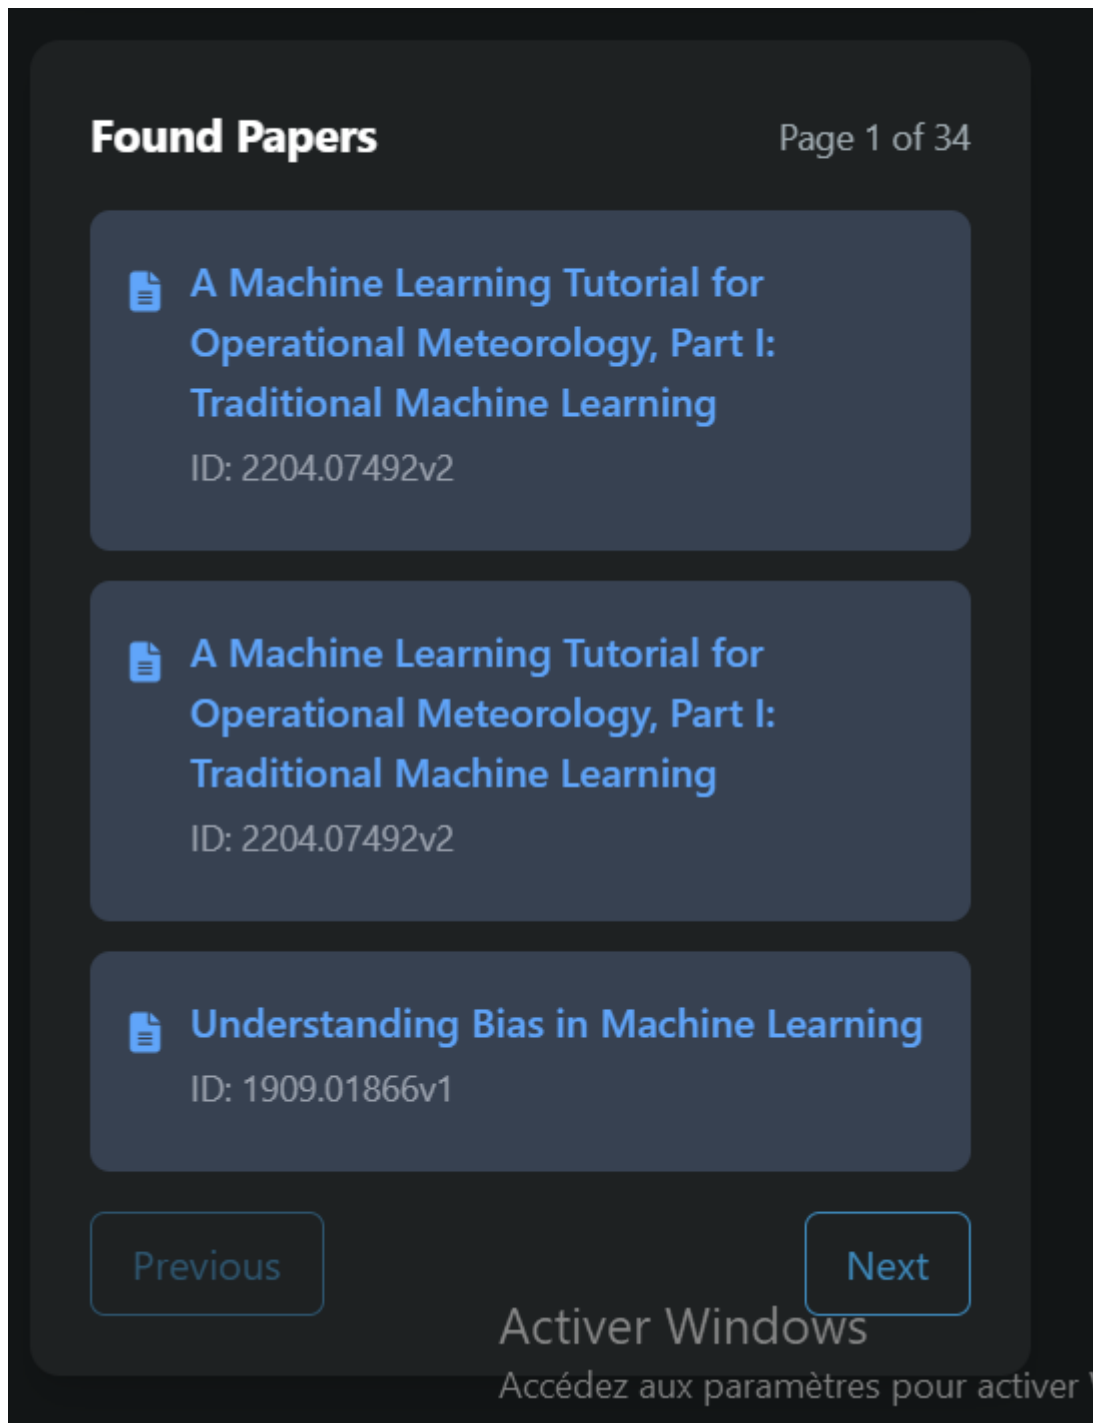 Found Papers
Page 1 of 34
A Machine Learning Tutorial for
Operational Meteorology, Part I:
Traditional Machine Learning
ID: 2204.07492v2
A Machine Learning Tutorial for
Operational Meteorology, Part I:
Traditional Machine Learning
ID: 2204.07492v2
Understanding Bias in Machine Learning
ID: 1909.01866v1
Previous
Next
Activer Windows
Accédez aux paramètres pour activer